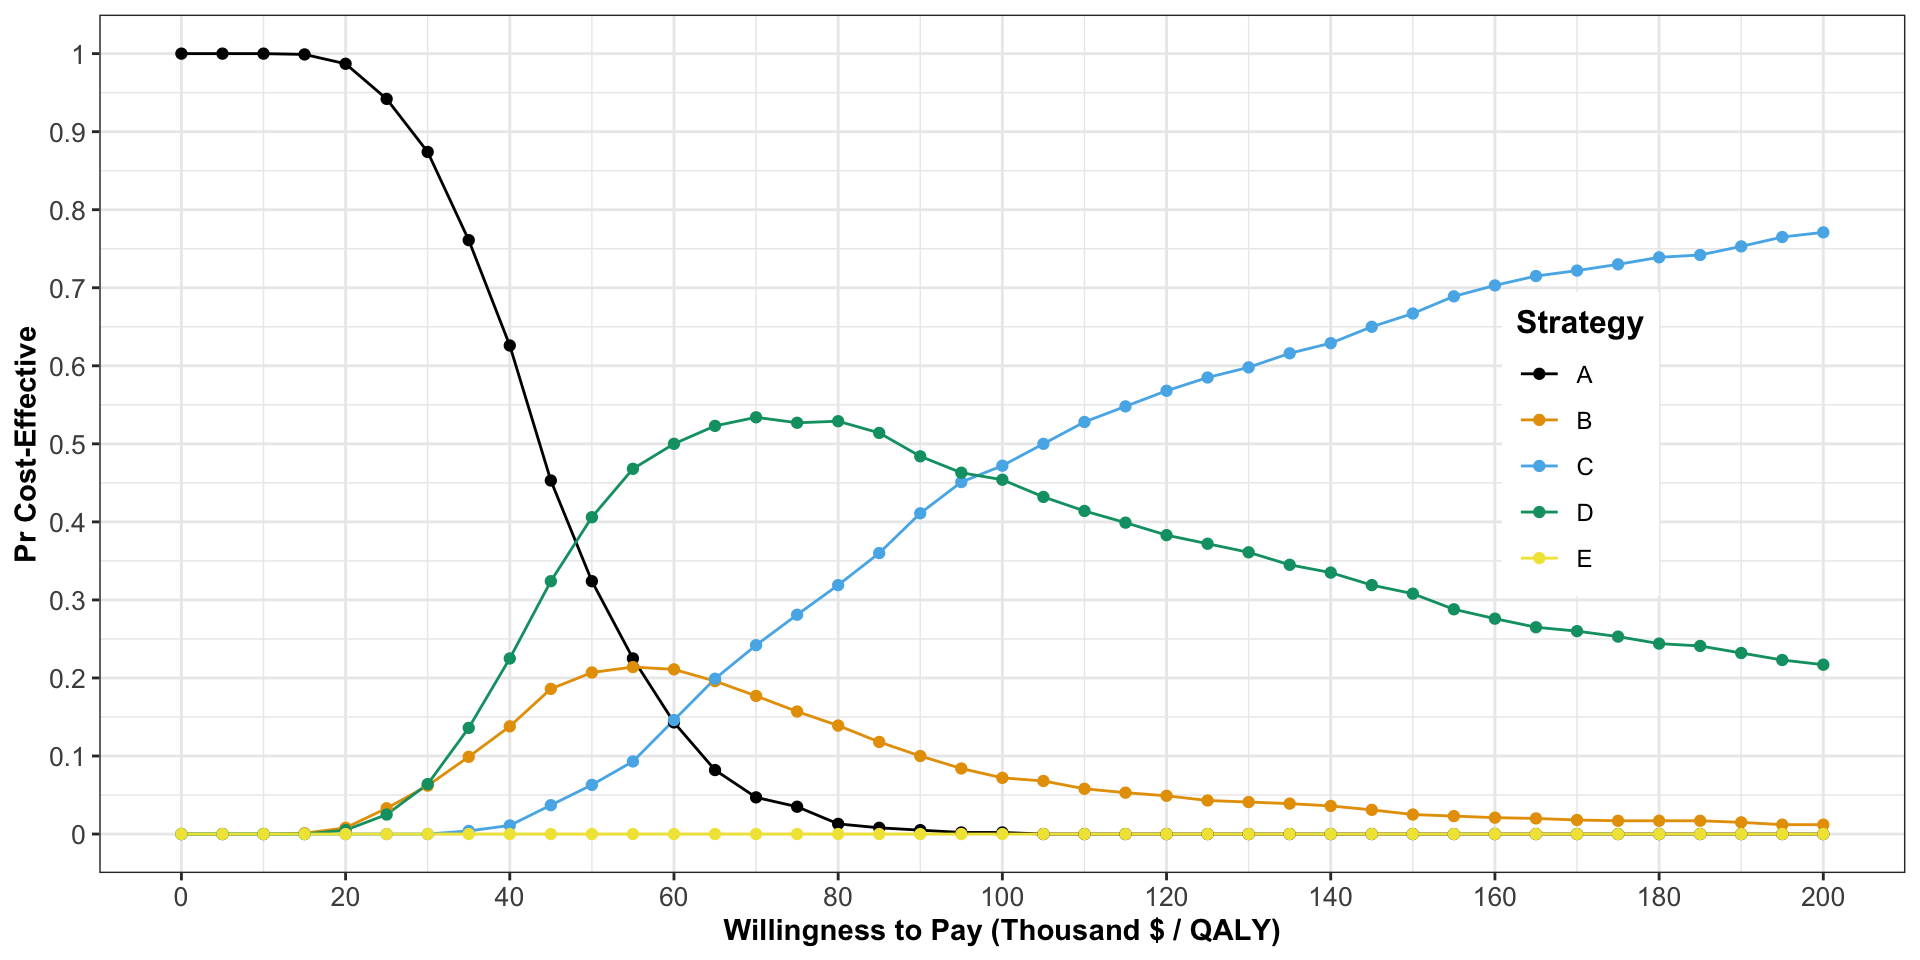 Pr Cost-Effective
1
0.9
0.8
0.7
0.6
0.5
0.4
0.3
0.2
0.1
0
Strategy
A
B
C
D
E
0 20 40 60 80 100 120 140 160 180 200
Willingness to Pay (Thousand $ / QALY)